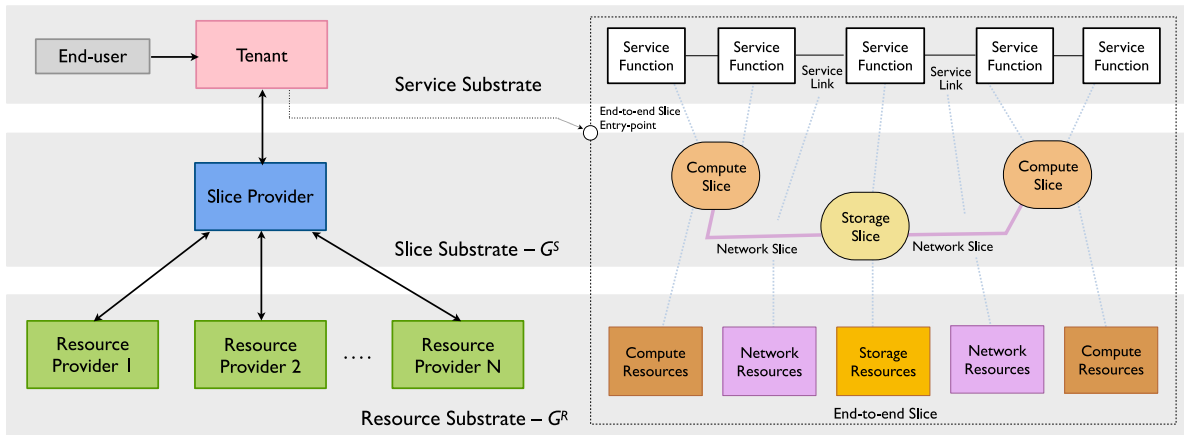 End-user
Tenant
Service Substrate
Slice Provider
Slice Substrate – Gˢ
Resource
Provider 1
Resource
Provider 2
....
Resource
Provider N
Resource Substrate – Gᴿ
Service
Function
Service
Function
Service
Function
Service
Function
Service
Function
Service
Link
Service
Link
End-to-end Slice
Entry-point
Compute
Slice
Compute
Slice
Storage
Slice
Network Slice
Network Slice
Compute
Resources
Network
Resources
Storage
Resources
Network
Resources
Compute
Resources
End-to-end Slice